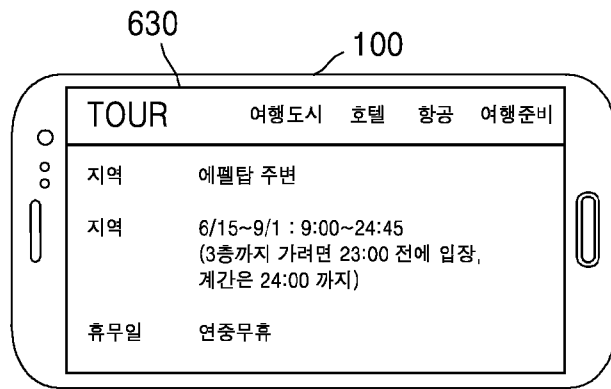 630
100
TOUR 여행도시 호텔 항공 여행준비
지역 에펠탑 주변
지역 6/15~9/1 : 9:00~24:45
(3층까지 가려면 23:00 전에 입장,
계간은 24:00 까지)
휴무일 연중무휴